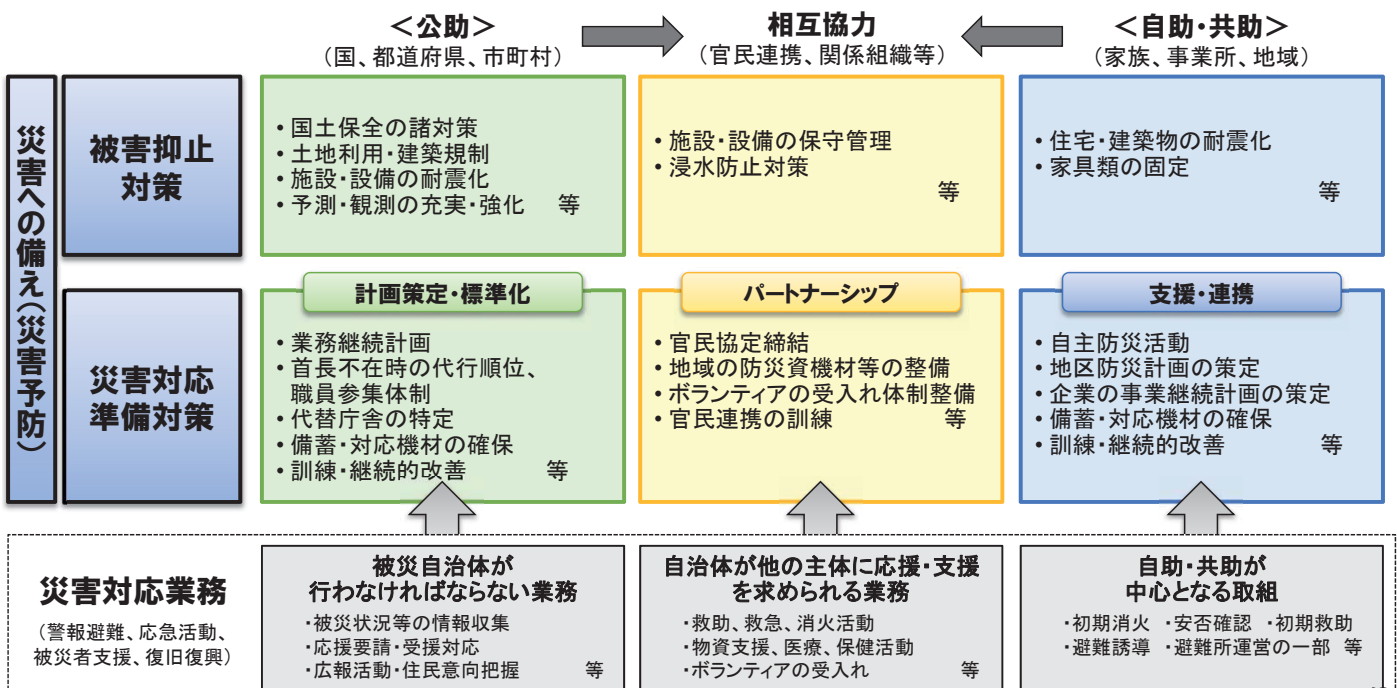 ＜公助＞
（国、都道府県、市町村）
相互協力
（官民連携、関係組織等）
＜自助・共助＞
（家族、事業所、地域）
災害への備え（災害予防）
被害抑止
対策
・国土保全の諸対策
・土地利用・建築規制
・施設・設備の耐震化
・予測・観測の充実・強化 等
・施設・設備の保守管理
・浸水防止対策
等
・住宅・建築物の耐震化
・家具類の固定
等
災害対応
準備対策
計画策定・標準化
・業務継続計画
・首長不在時の代行順位、
職員参集体制
・代替庁舎の特定
・備蓄・対応機材の確保
・訓練・継続的改善 等
パートナーシップ
・官民協定締結
・地域の防災資機材等の整備
・ボランティアの受入れ体制整備
・官民連携の訓練 等
支援・連携
・自主防災活動
・地区防災計画の策定
・企業の事業継続計画の策定
・備蓄・対応機材の確保
・訓練・継続的改善 等
災害対応業務
（警報避難、応急活動、
被災者支援、復旧復興）
被災自治体が
行わなければならない業務
・被災状況等の情報収集
・応援要請・受援対応
・広報活動・住民意向把握 等
自治体が他の主体に応援・支援
を求められる業務
・救助、救急、消火活動
・物資支援、医療、保健活動
・ボランティアの受入れ 等
自助・共助が
中心となる取組
・初期消火 ・安否確認 ・初期救助
・避難誘導 ・避難所運営の一部 等